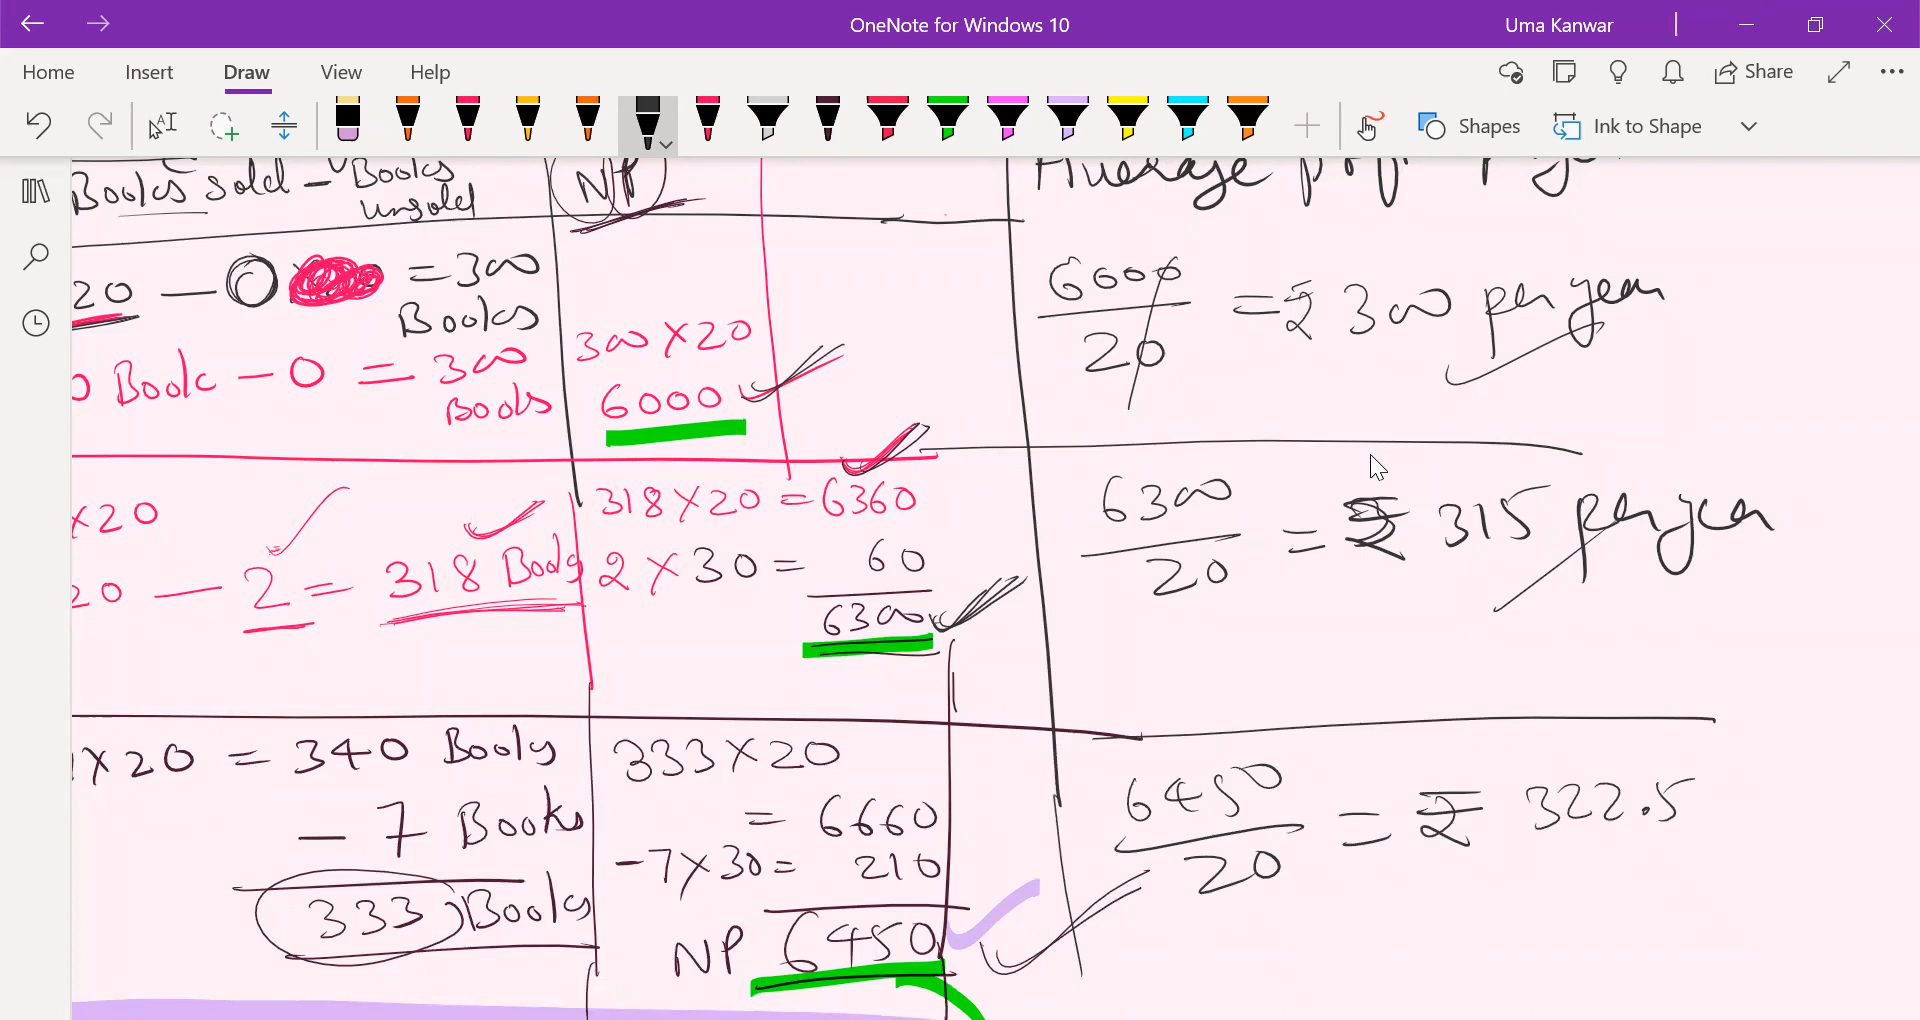 OneNote for Windows 10
Uma Kanwar
Home Insert Draw View Help
Share
Shapes
Ink to Shape
Books sold - Books
unsold
NP
Average
20 - 0 = 300
Books
0 Book - 0 = 300
Books
300 X 20
6000
6000
20
= ₹ 300 per year
X20
20 - 2 = 318 Books
318 X 20 = 6360
2 X 30 = 60
6300
6300
20
= ₹ 315 per year
X 20 = 340 Books
- 7 Books
333 Books
333 X 20
= 6660
-7 X 30 = 210
NP 6450
6450
20
= ₹ 322.5